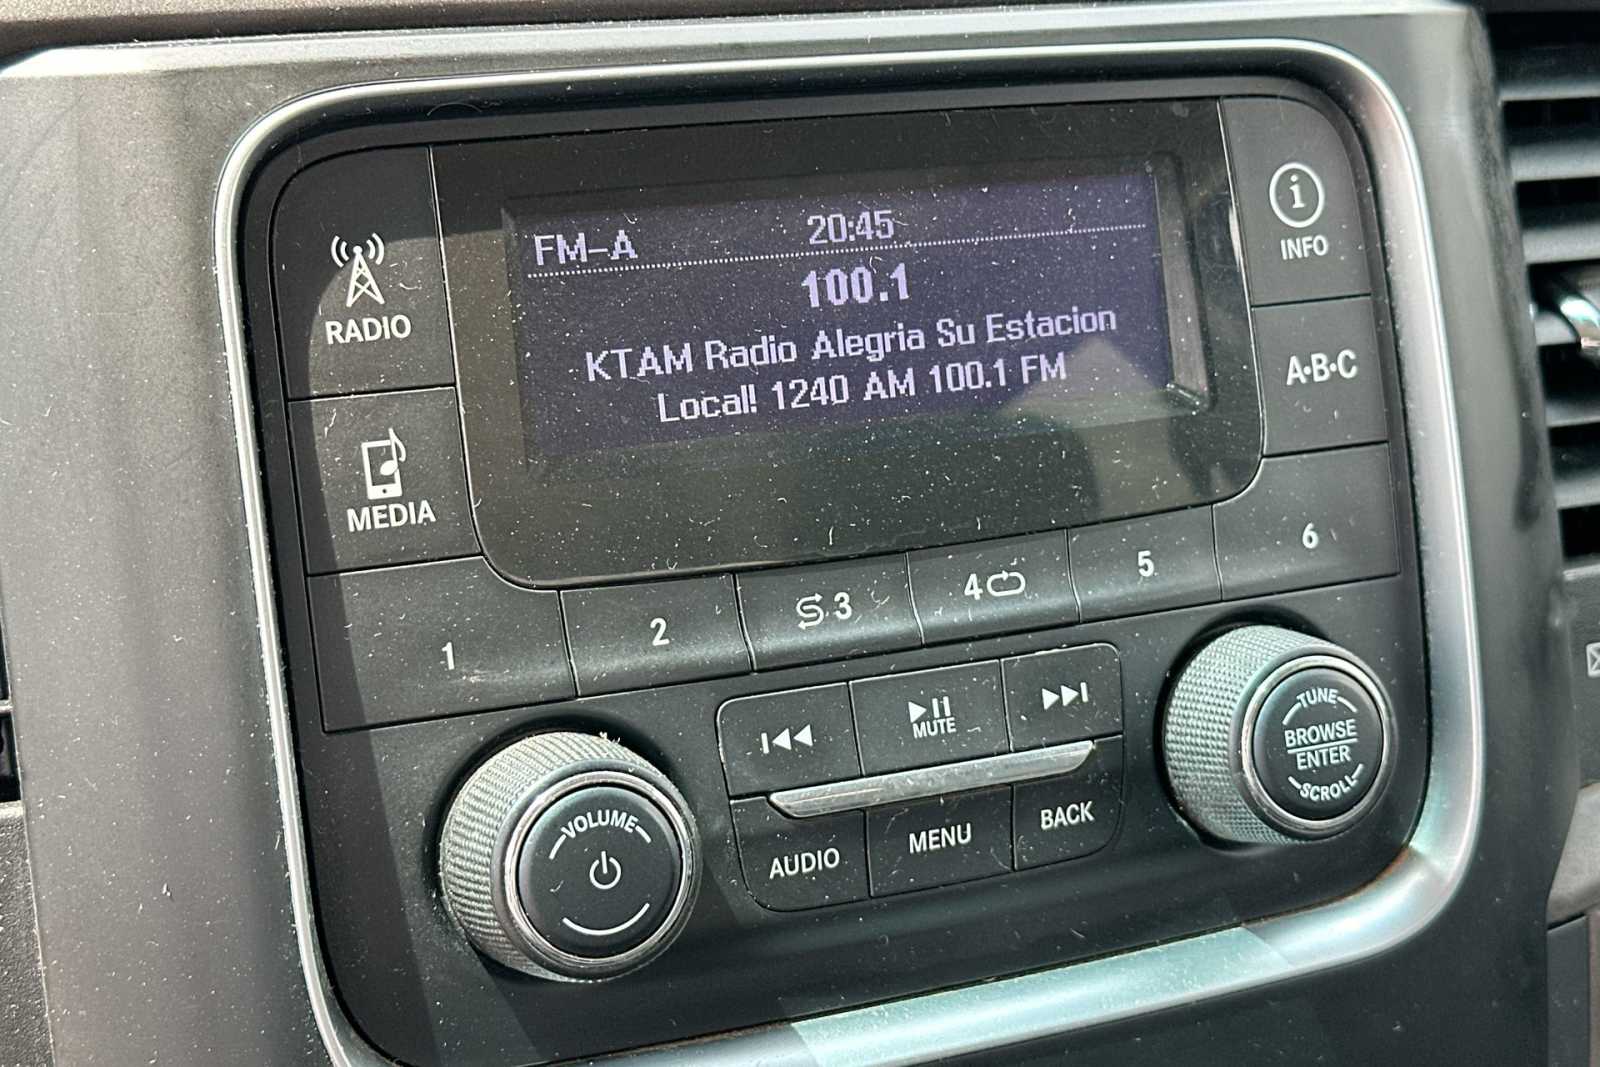 FM-A 20:45
100.1
KTAM Radio Alegria Su Estacion
Local! 1240 AM 100.1 FM
RADIO
MEDIA
i
INFO
A·B·C
1
2
3
4
5
6
MUTE
AUDIO
MENU
BACK
VOLUME
TUNE
BROWSE
ENTER
SCROLL